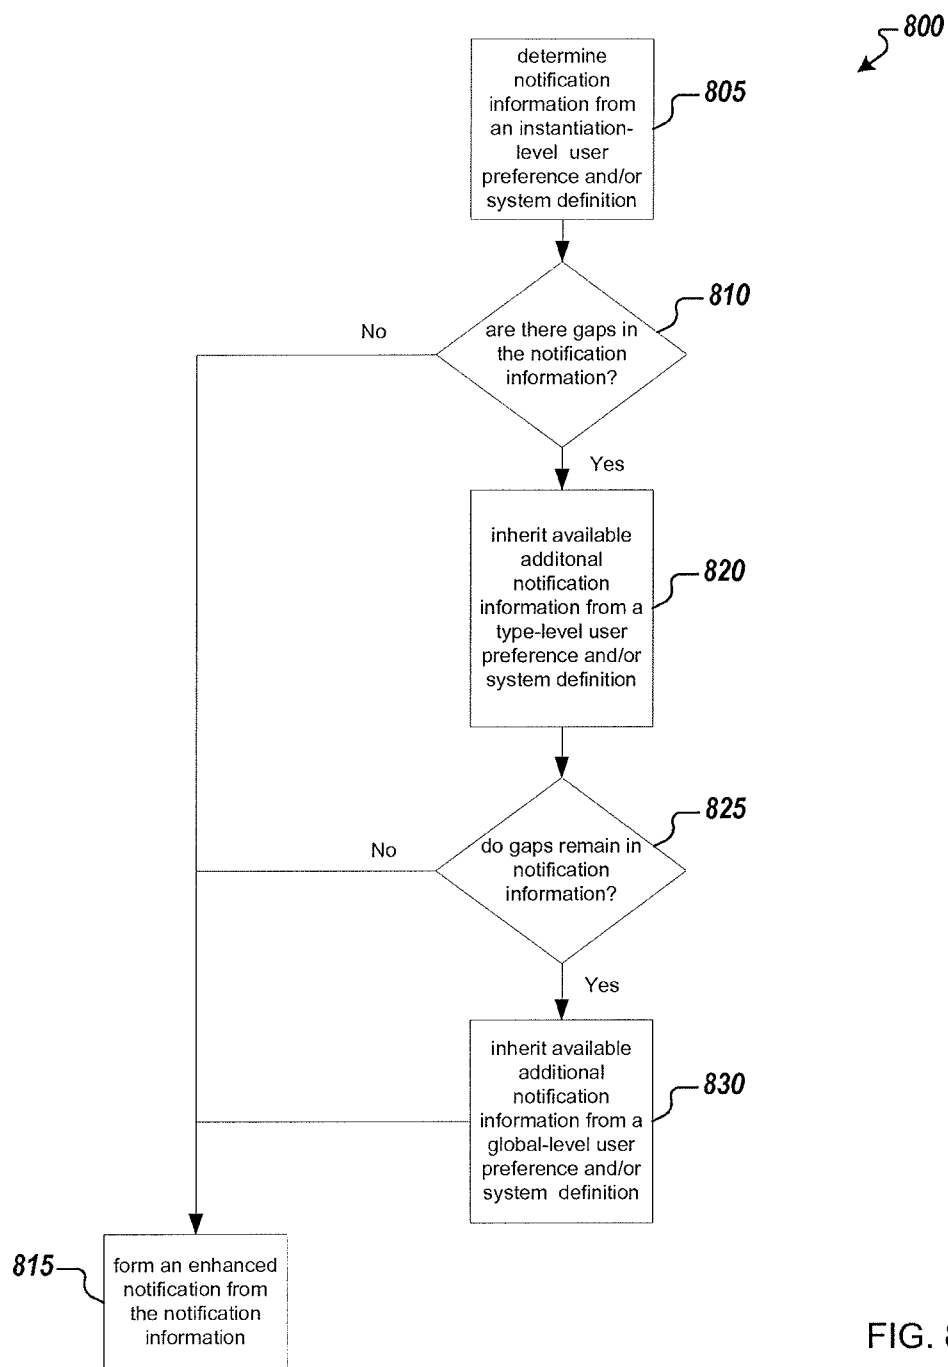 800
determine
notification
information from
an instantiation-
level user
preference and/or
system definition
805
810
are there gaps in
the notification
information?
No
Yes
inherit available
additonal
notification
information from a
type-level user
preference and/or
system definition
820
825
do gaps remain in
notification
information?
No
Yes
inherit available
additional
notification
information from a
global-level user
preference and/or
system definition
830
815
form an enhanced
notification from
the notification
information
FIG. 8